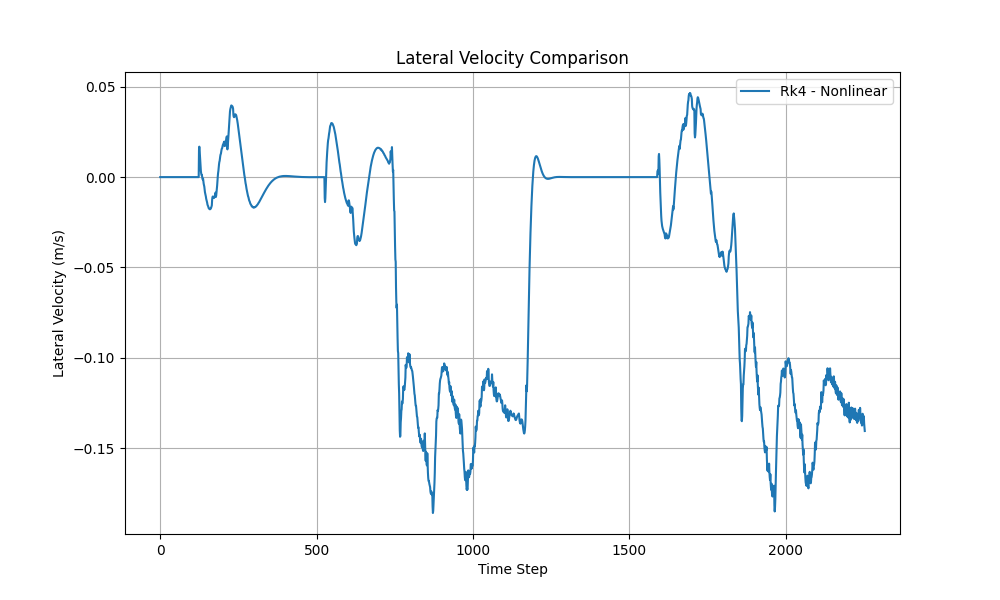 Lateral Velocity Comparison
Rk4 - Nonlinear
Lateral Velocity (m/s)
0.05
0.00
−0.05
−0.10
−0.15
0 500 1000 1500 2000
Time Step